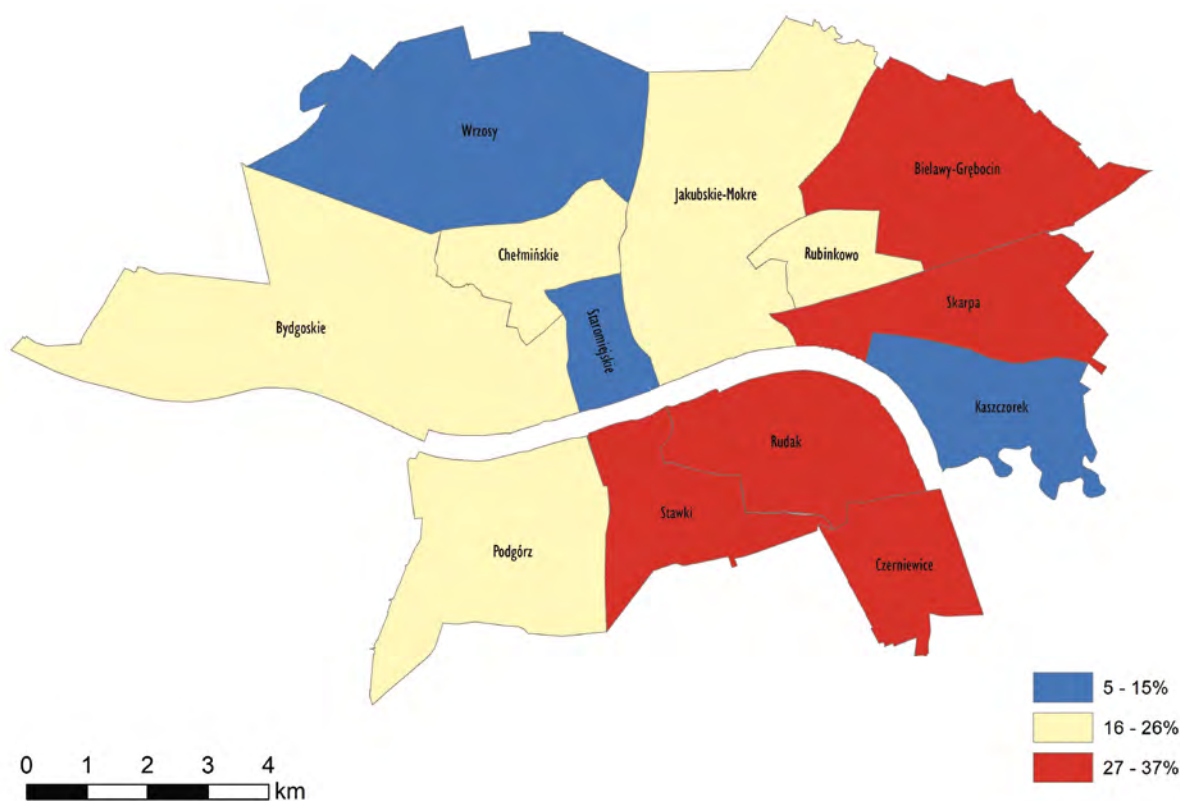 Wrzosy
Bielawy-Grębocin
Jakubskie-Mokre
Chełmińskie
Rubinkowo
Skarpa
Bydgoskie
Staromiejskie
Kaszczorek
Rudak
Stawki
Podgórz
Czerniewice
5 - 15%
16 - 26%
27 - 37%
0 1 2 3 4
km